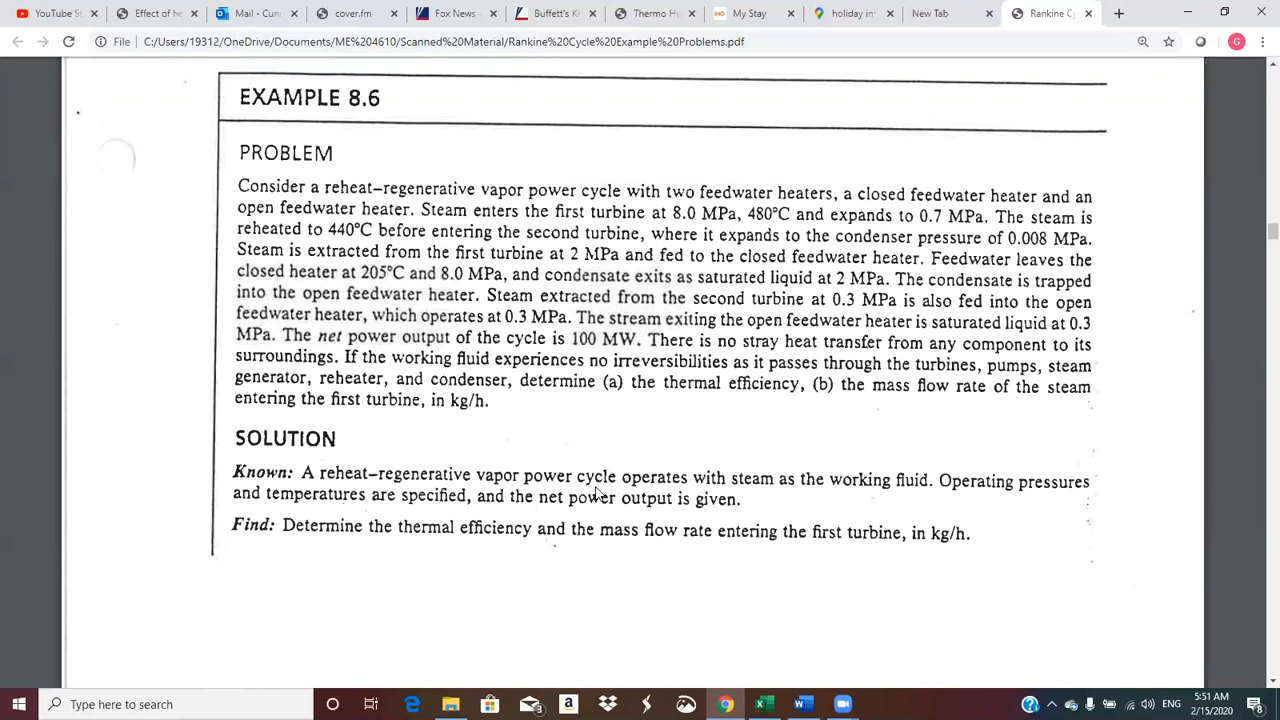 YouTube St
Effect of he
Mail - Cun
cover.fm
Fox News -
Buffett's K
Thermo Hy
IHG My Stay
holiday in
New Tab
Rankine Cy
File C:/Users/19312/OneDrive/Documents/ME%204610/Scanned%20Material/Rankine%20Cycle%20Example%20Problems.pdf
G
EXAMPLE 8.6
PROBLEM
Consider a reheat–regenerative vapor power cycle with two feedwater heaters, a closed feedwater heater and an
open feedwater heater. Steam enters the first turbine at 8.0 MPa, 480°C and expands to 0.7 MPa. The steam is
reheated to 440°C before entering the second turbine, where it expands to the condenser pressure of 0.008 MPa.
Steam is extracted from the first turbine at 2 MPa and fed to the closed feedwater heater. Feedwater leaves the
closed heater at 205°C and 8.0 MPa, and condensate exits as saturated liquid at 2 MPa. The condensate is trapped
into the open feedwater heater. Steam extracted from the second turbine at 0.3 MPa is also fed into the open
feedwater heater, which operates at 0.3 MPa. The stream exiting the open feedwater heater is saturated liquid at 0.3
MPa. The net power output of the cycle is 100 MW. There is no stray heat transfer from any component to its
surroundings. If the working fluid experiences no irreversibilities as it passes through the turbines, pumps, steam
generator, reheater, and condenser, determine (a) the thermal efficiency, (b) the mass flow rate of the steam
entering the first turbine, in kg/h.
SOLUTION
Known: A reheat–regenerative vapor power cycle operates with steam as the working fluid. Operating pressures
and temperatures are specified, and the net power output is given.
Find: Determine the thermal efficiency and the mass flow rate entering the first turbine, in kg/h.
Type here to search
5:51 AM
2/15/2020